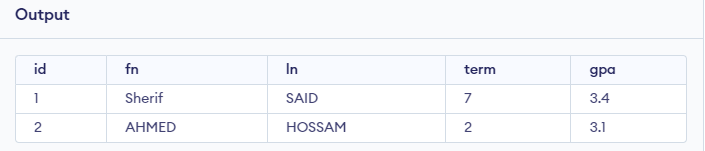 Output
id fn ln term gpa
1 Sherif SAID 7 3.4
2 AHMED HOSSAM 2 3.1